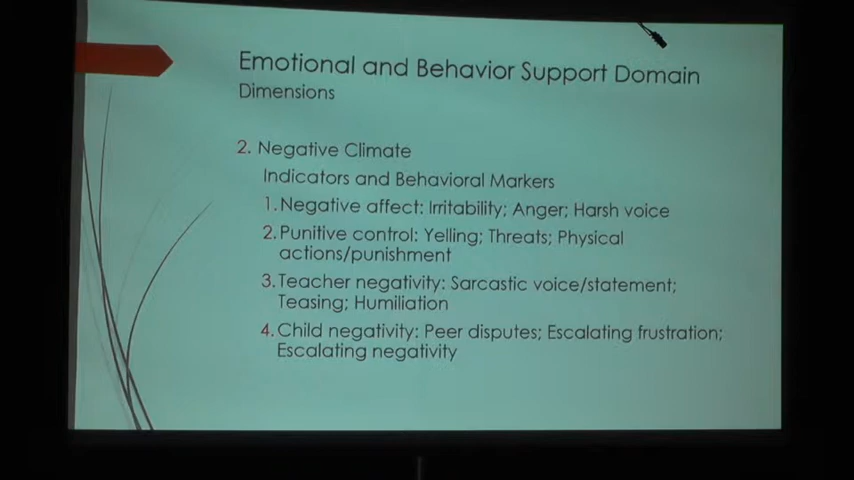 Emotional and Behavior Support Domain
Dimensions
2. Negative Climate
Indicators and Behavioral Markers
1. Negative affect: Irritability; Anger; Harsh voice
2. Punitive control: Yelling; Threats; Physical
actions/punishment
3. Teacher negativity: Sarcastic voice/statement;
Teasing; Humiliation
4. Child negativity: Peer disputes; Escalating frustration;
Escalating negativity